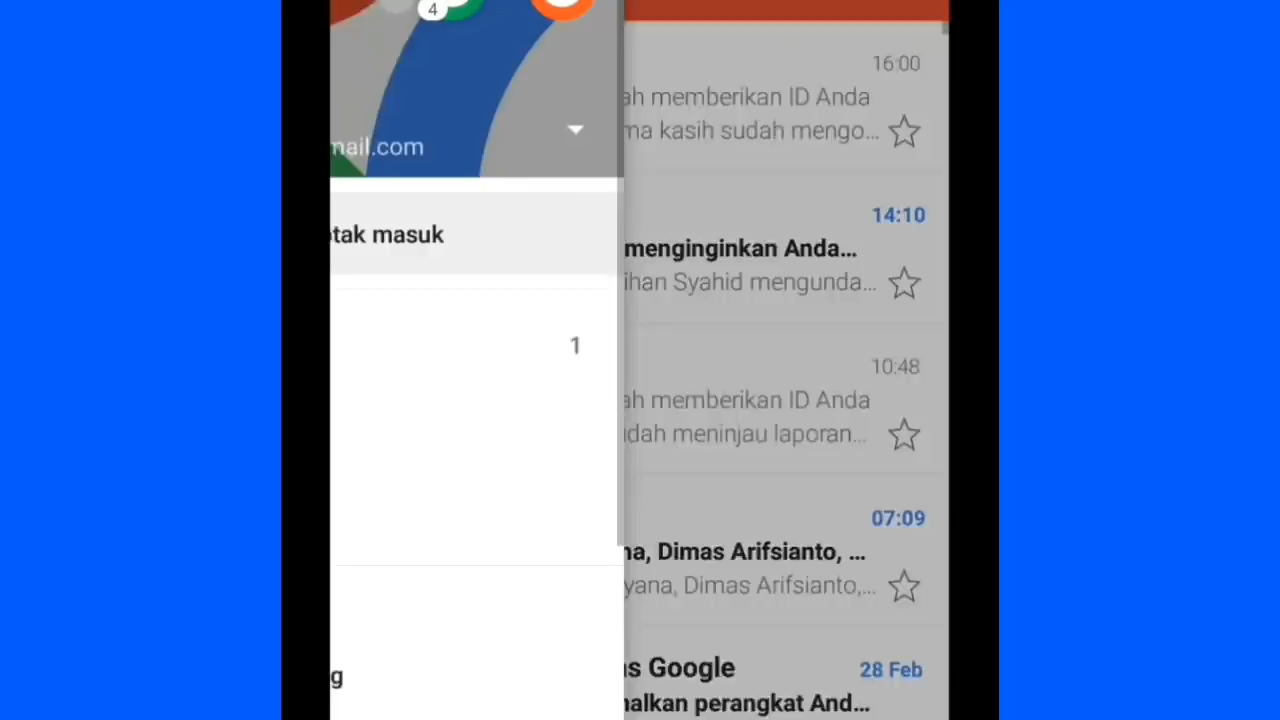 4
mail.com
tak masuk
1
g
16:00
ah memberikan ID Anda
ma kasih sudah mengo...
14:10
menginginkan Anda...
ihan Syahid mengunda...
10:48
ah memberikan ID Anda
dah meninjau laporan...
07:09
na, Dimas Arifsianto, ...
yana, Dimas Arifsianto,...
as Google
28 Feb
nalkan perangkat And...